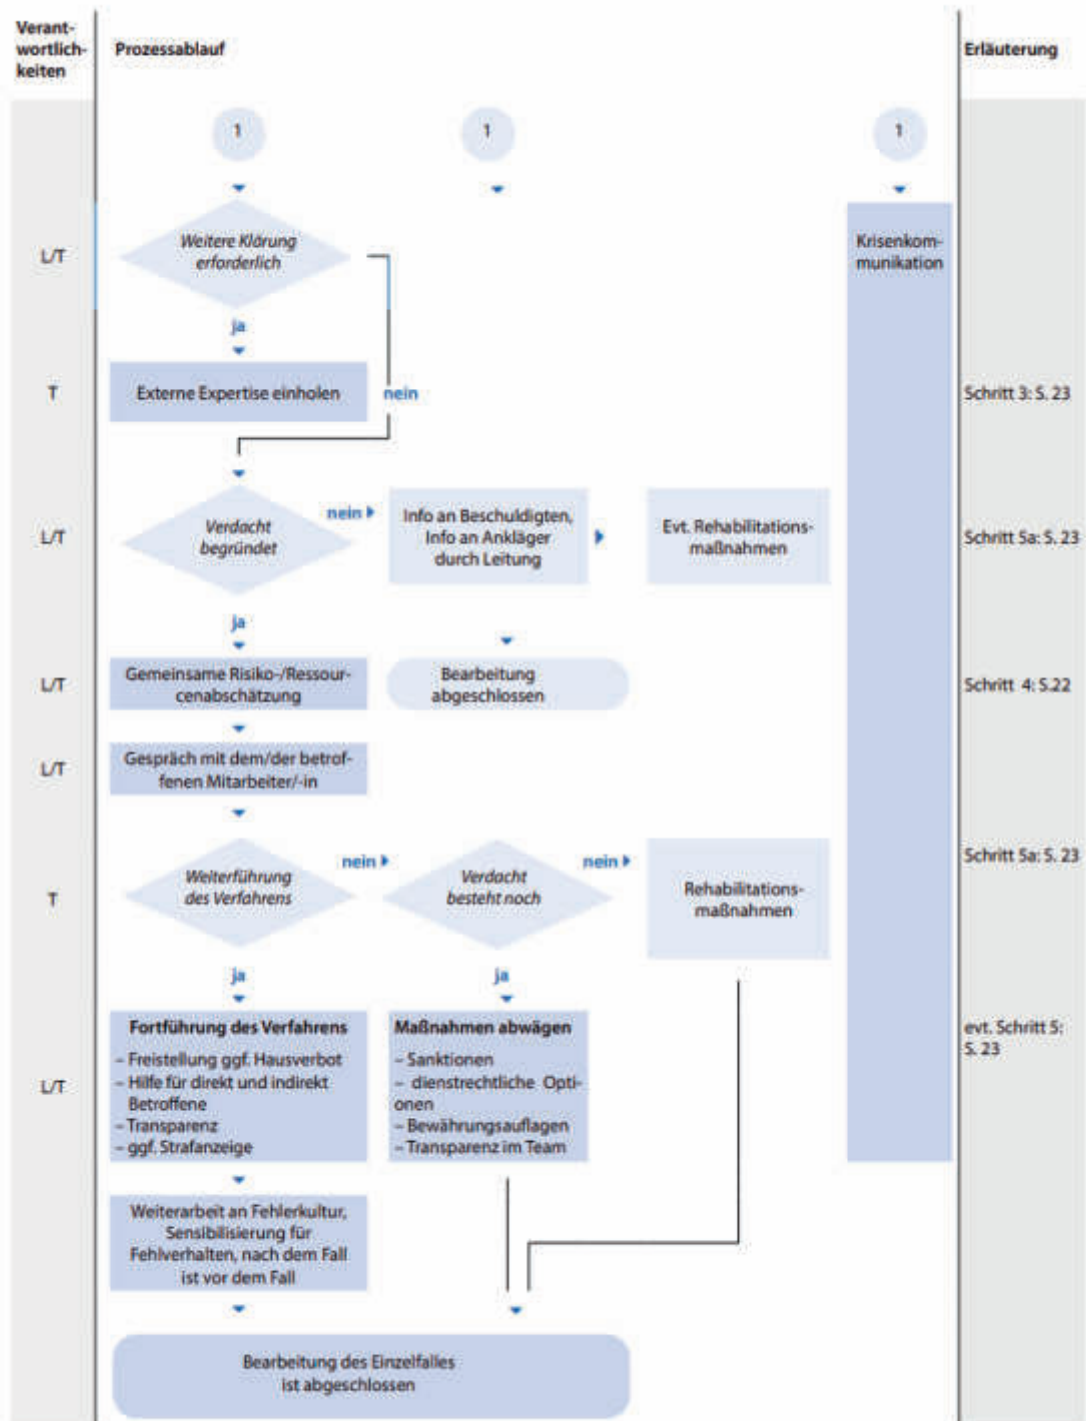 Verant-
wortlich-
keiten
Prozessablauf
Erläuterung
1
1
1
L/T
Weitere Klärung
erforderlich
Krisenkom-
munikation
ja
T
Externe Expertise einholen
nein
Schritt 3: S. 23
L/T
Verdacht
begründet
nein
Info an Beschuldigten,
Info an Ankläger
durch Leitung
Evt. Rehabilitations-
maßnahmen
Schritt 5a: S. 23
ja
L/T
Gemeinsame Risiko-/Ressour-
cenabschätzung
Bearbeitung
abgeschlossen
Schritt 4: S.22
L/T
Gespräch mit dem/der betrof-
fenen Mitarbeiter/-in
T
Weiterführung
des Verfahrens
nein
Verdacht
besteht noch
nein
Rehabilitations-
maßnahmen
Schritt 5a: S. 23
ja
ja
L/T
Fortführung des Verfahrens
– Freistellung ggf. Hausverbot
– Hilfe für direkt und indirekt
Betroffene
– Transparenz
– ggf. Strafanzeige
Maßnahmen abwägen
– Sanktionen
– dienstrechtliche Opti-
onen
– Bewährungsauflagen
– Transparenz im Team
evt. Schritt 5:
S. 23
Weiterarbeit an Fehlerkultur,
Sensibilisierung für
Fehlverhalten, nach dem Fall
ist vor dem Fall
Bearbeitung des Einzelfalles
ist abgeschlossen